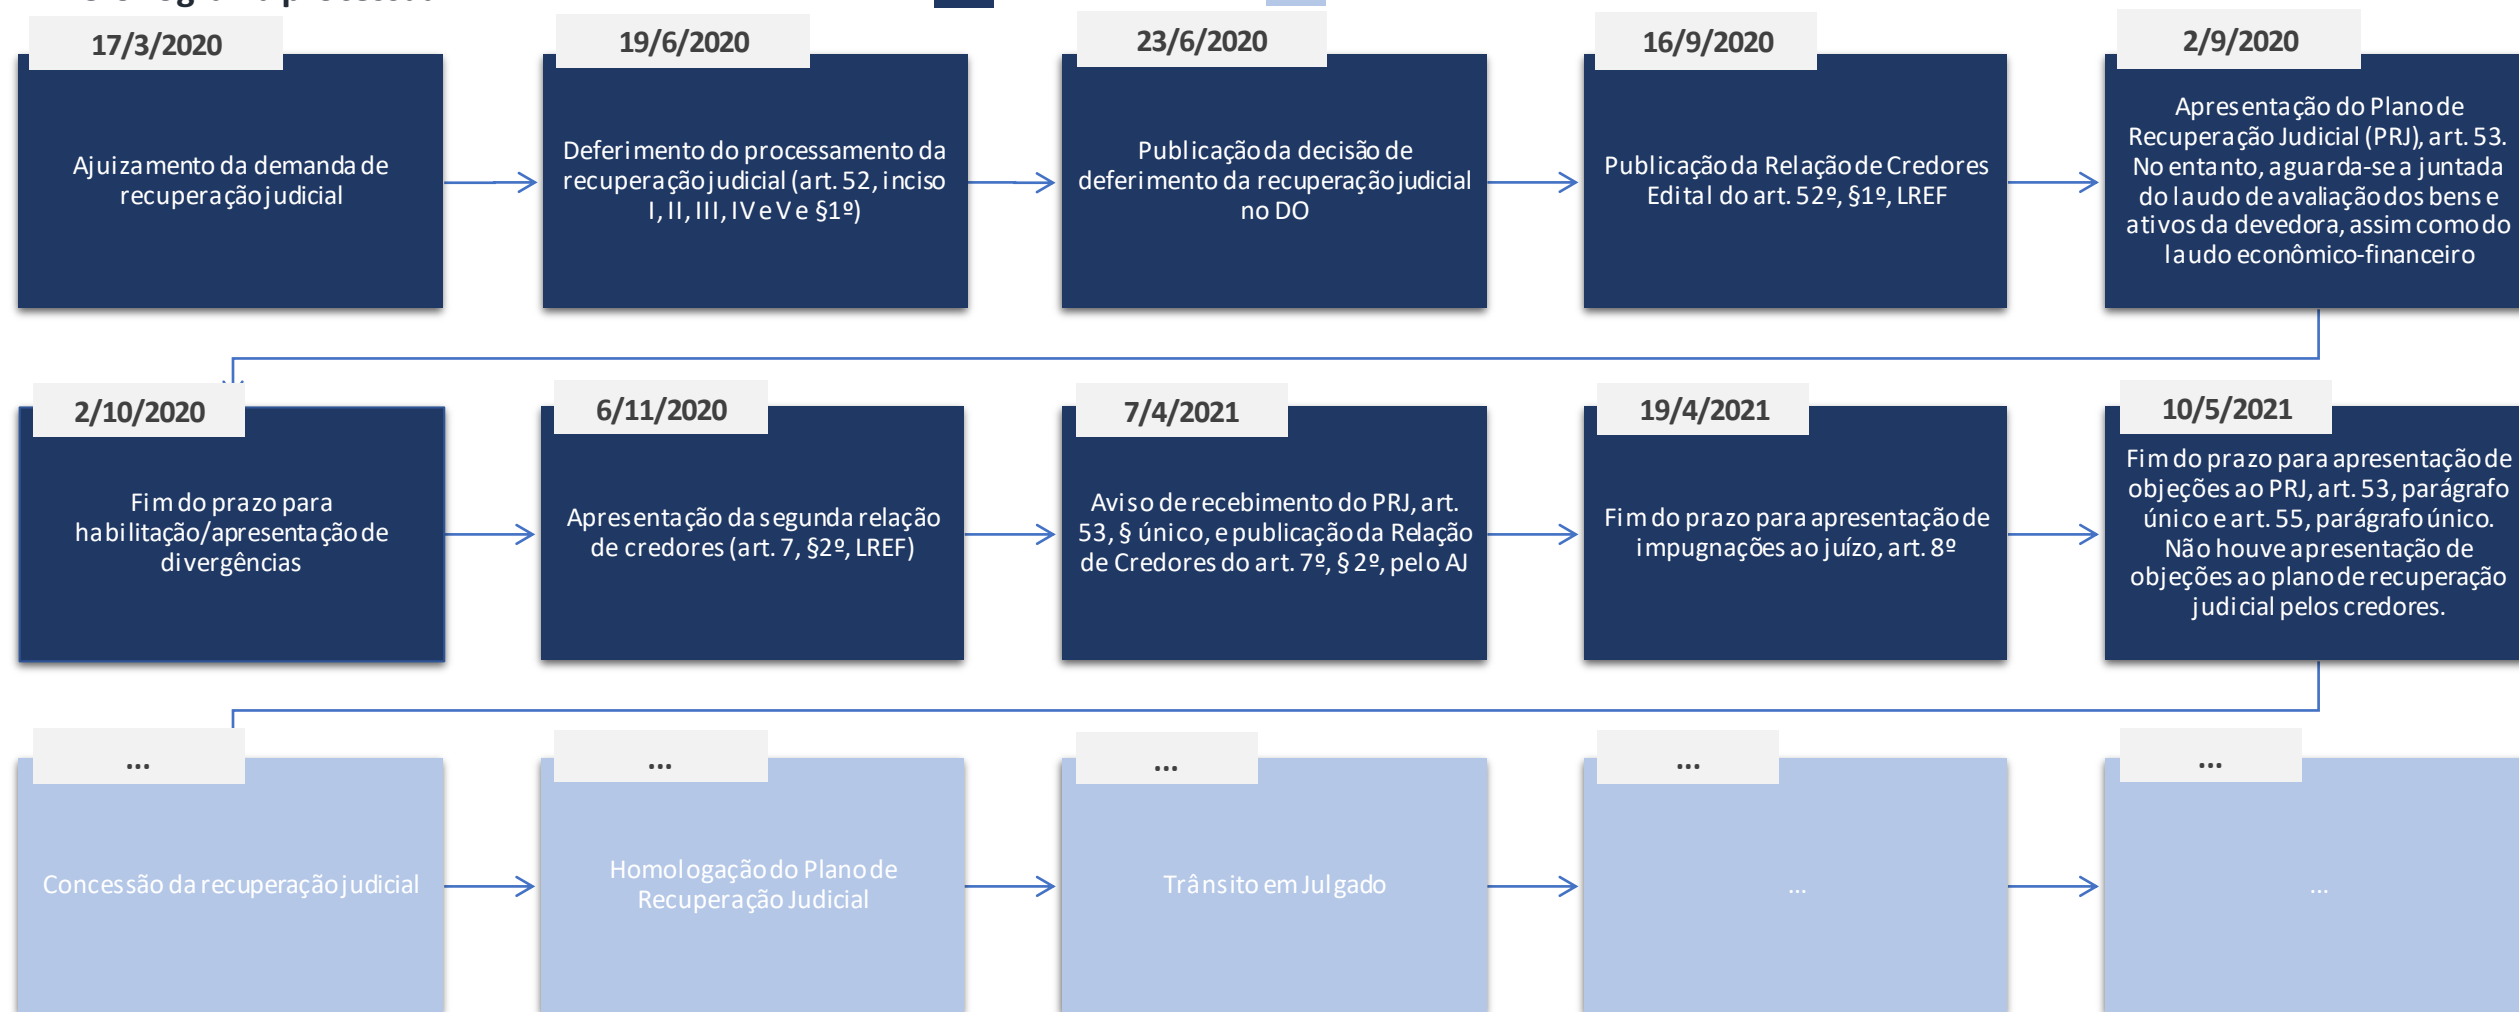 17/3/2020
Ajuizamento da demanda de
recuperação judicial
19/6/2020
Deferimento do processamento da
recuperação judicial (art. 52, inciso
I, II, III, IV e V e §1º)
23/6/2020
Publicação da decisão de
deferimento da recuperação judicial
no DO
16/9/2020
Publicação da Relação de Credores
Edital do art. 52º, §1º, LREF
2/9/2020
Apresentação do Plano de
Recuperação Judicial (PRJ), art. 53.
No entanto, aguarda-se a juntada
do laudo de avaliação dos bens e
ativos da devedora, assim como do
laudo econômico-financeiro
2/10/2020
Fim do prazo para
habilitação/apresentação de
divergências
6/11/2020
Apresentação da segunda relação
de credores (art. 7, §2º, LREF)
7/4/2021
Aviso de recebimento do PRJ, art.
53, § único, e publicação da Relação
de Credores do art. 7º, § 2º, pelo AJ
19/4/2021
Fim do prazo para apresentação de
impugnações ao juízo, art. 8º
10/5/2021
Fim do prazo para apresentação de
objeções ao PRJ, art. 53, parágrafo
único e art. 55, parágrafo único.
Não houve apresentação de
objeções ao plano de recuperação
judicial pelos credores.
...
Concessão da recuperação judicial
...
Homologação do Plano de
Recuperação Judicial
...
Trânsito em Julgado
...
...
...
...